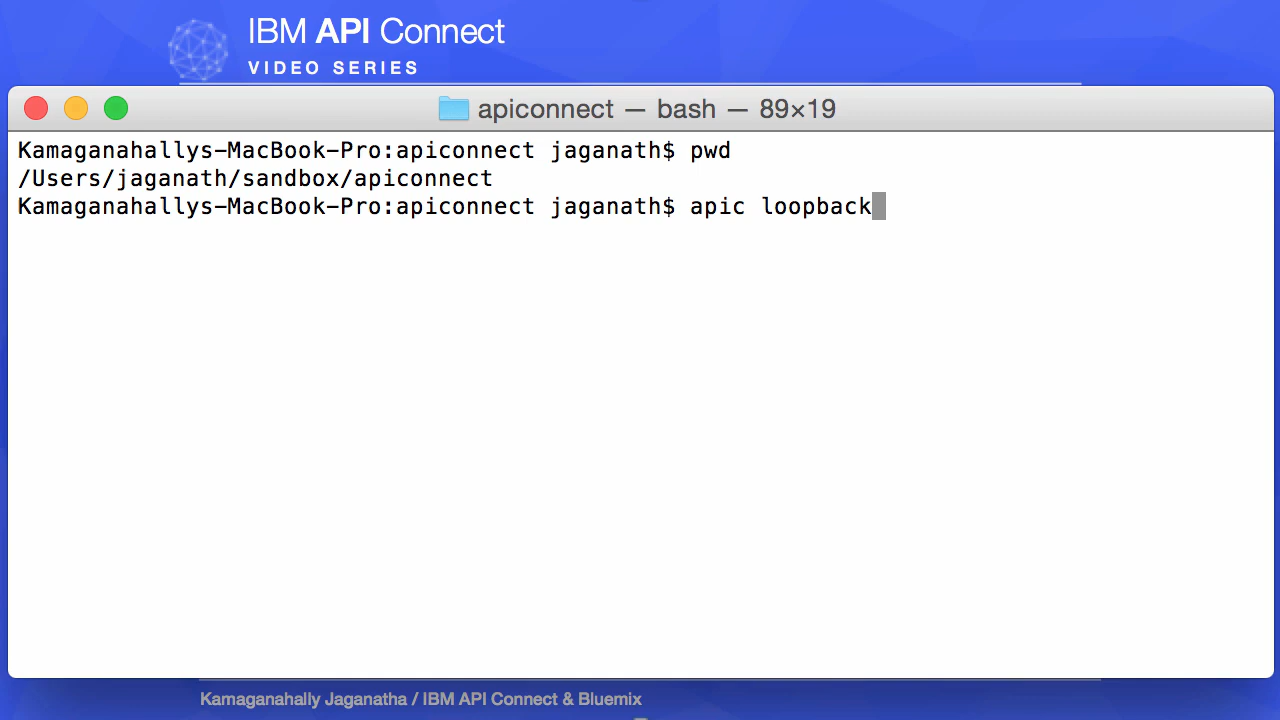 IBM API Connect
VIDEO SERIES
apiconnect — bash — 89×19
Kamaganahallys-MacBook-Pro:apiconnect jaganath$ pwd
/Users/jaganath/sandbox/apiconnect
Kamaganahallys-MacBook-Pro:apiconnect jaganath$ apic loopback
Kamaganahally Jaganatha / IBM API Connect & Bluemix